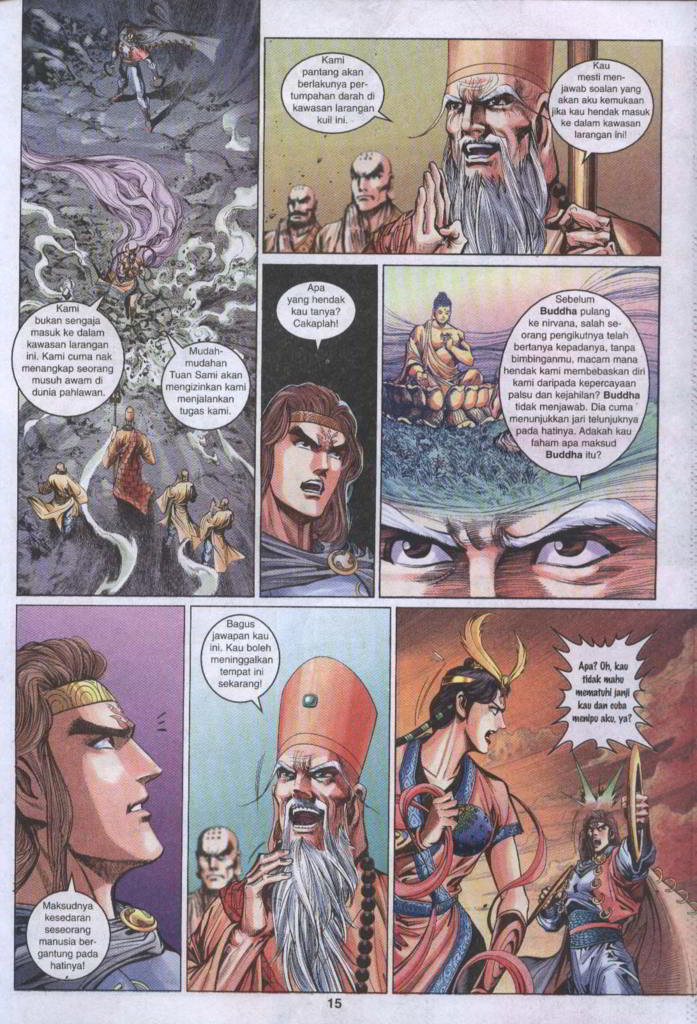 Kami
bukan sengaja
masuk ke dalam
kawasan larangan
ini. Kami cuma nak
menangkap seorang
musuh awam di
dunia pahlawan.
Mudah-
mudahan
Tuan Sami akan
mengizinkan kami
menjalankan
tugas kami.
Kami
pantang akan
berlakunya per-
tumpahan darah di
kawasan larangan
kuil ini.
Kau
mesti men-
jawab soalan yang
akan aku kemukaan
jika kau hendak masuk
ke dalam kawasan
larangan ini!
Apa
yang hendak
kau tanya?
Cakaplah!
Sebelum
Buddha pulang
ke nirvana, salah se-
orang pengikutnya telah
bertanya kepadanya, tanpa
bimbinganmu, macam mana
hendak kami membebaskan diri
kami daripada kepercayaan
palsu dan kejahilan? Buddha
tidak menjawab. Dia cuma
menunjukkan jari telunjuknya
pada hatinya. Adakah kau
faham apa maksud
Buddha itu?
Maksudnya
kesedaran
seseorang
manusia ber-
gantung pada
hatinya!
Bagus
jawapan kau
ini. Kau boleh
meninggalkan
tempat ini
sekarang!
Apa? Oh, kau
tidak mahu
mematuhi janji
kau dan cuba
menipu aku, ya?
15